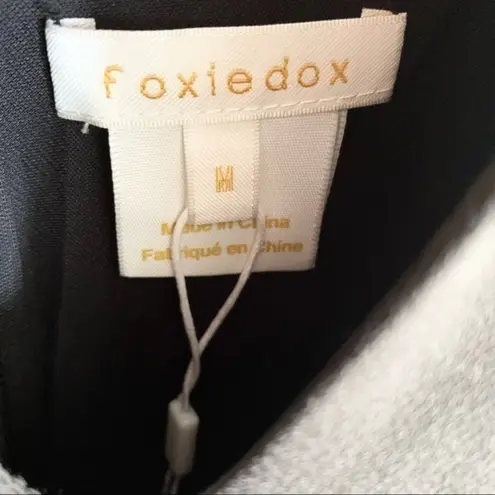 foxiedox
M
Made in China
Fabriqué en Chine